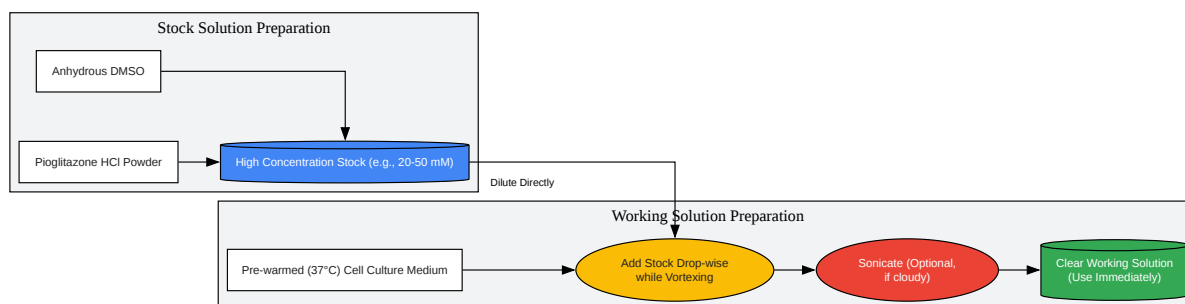 Stock Solution Preparation
Anhydrous DMSO
Pioglitazone HCl Powder
High Concentration Stock (e.g., 20-50 mM)
Dilute Directly
Working Solution Preparation
Pre-warmed (37°C) Cell Culture Medium
Add Stock Drop-wise
while Vortexing
Sonicate (Optional,
if cloudy)
Clear Working Solution
(Use Immediately)